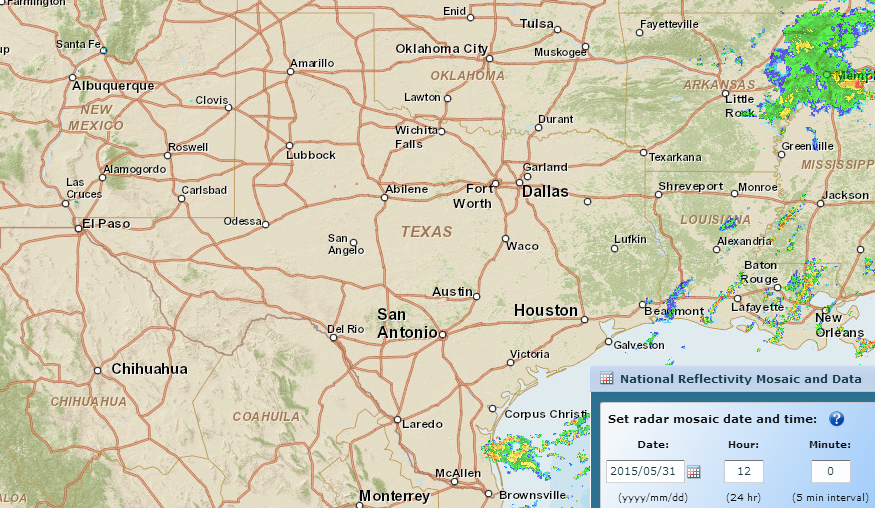 Farmington
Enid
Tulsa
Fayetteville
Santa Fe
Oklahoma City
Muskogee
Amarillo
OKLAHOMA
Memph
Albuquerque
ARKANSAS
Clovis
Lawton
Little
Rock
NEW
MEXICO
Durant
Wichita
Falls
Roswell
Lubbock
Greenville
Texarkana
MISSISSIPP
Alamogordo
Garland
Las
Cruces
Carlsbad
Abilene
Fort
Worth
Dallas
Shreveport
Monroe
Jackson
El Paso
Odessa
LOUISIANA
TEXAS
San
Angelo
Waco
Lufkin
Alexandria
Baton
Rouge
Austin
San
Antonio
Houston
Beaumont
Lafayette
New
Orleans
Del Rio
Galveston
Victoria
Chihuahua
National Reflectivity Mosaic and Data
CHIHUAHUA
COAHUILA
Laredo
Corpus Christi
Set radar mosaic date and time: ?
Date: Hour: Minute:
2015/05/31 12 0
(yyyy/mm/dd) (24 hr) (5 min interval)
McAllen
Monterrey
Brownsville
ALOA